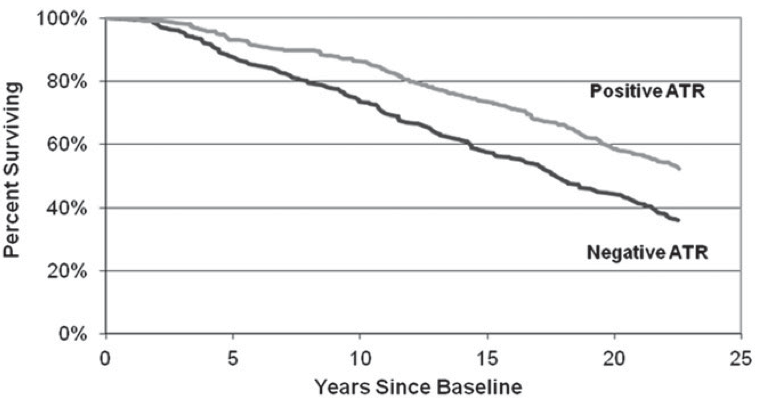 100%
80%
60%
40%
20%
0%
Percent Surviving
Positive ATR
Negative ATR
0 5 10 15 20 25
Years Since Baseline